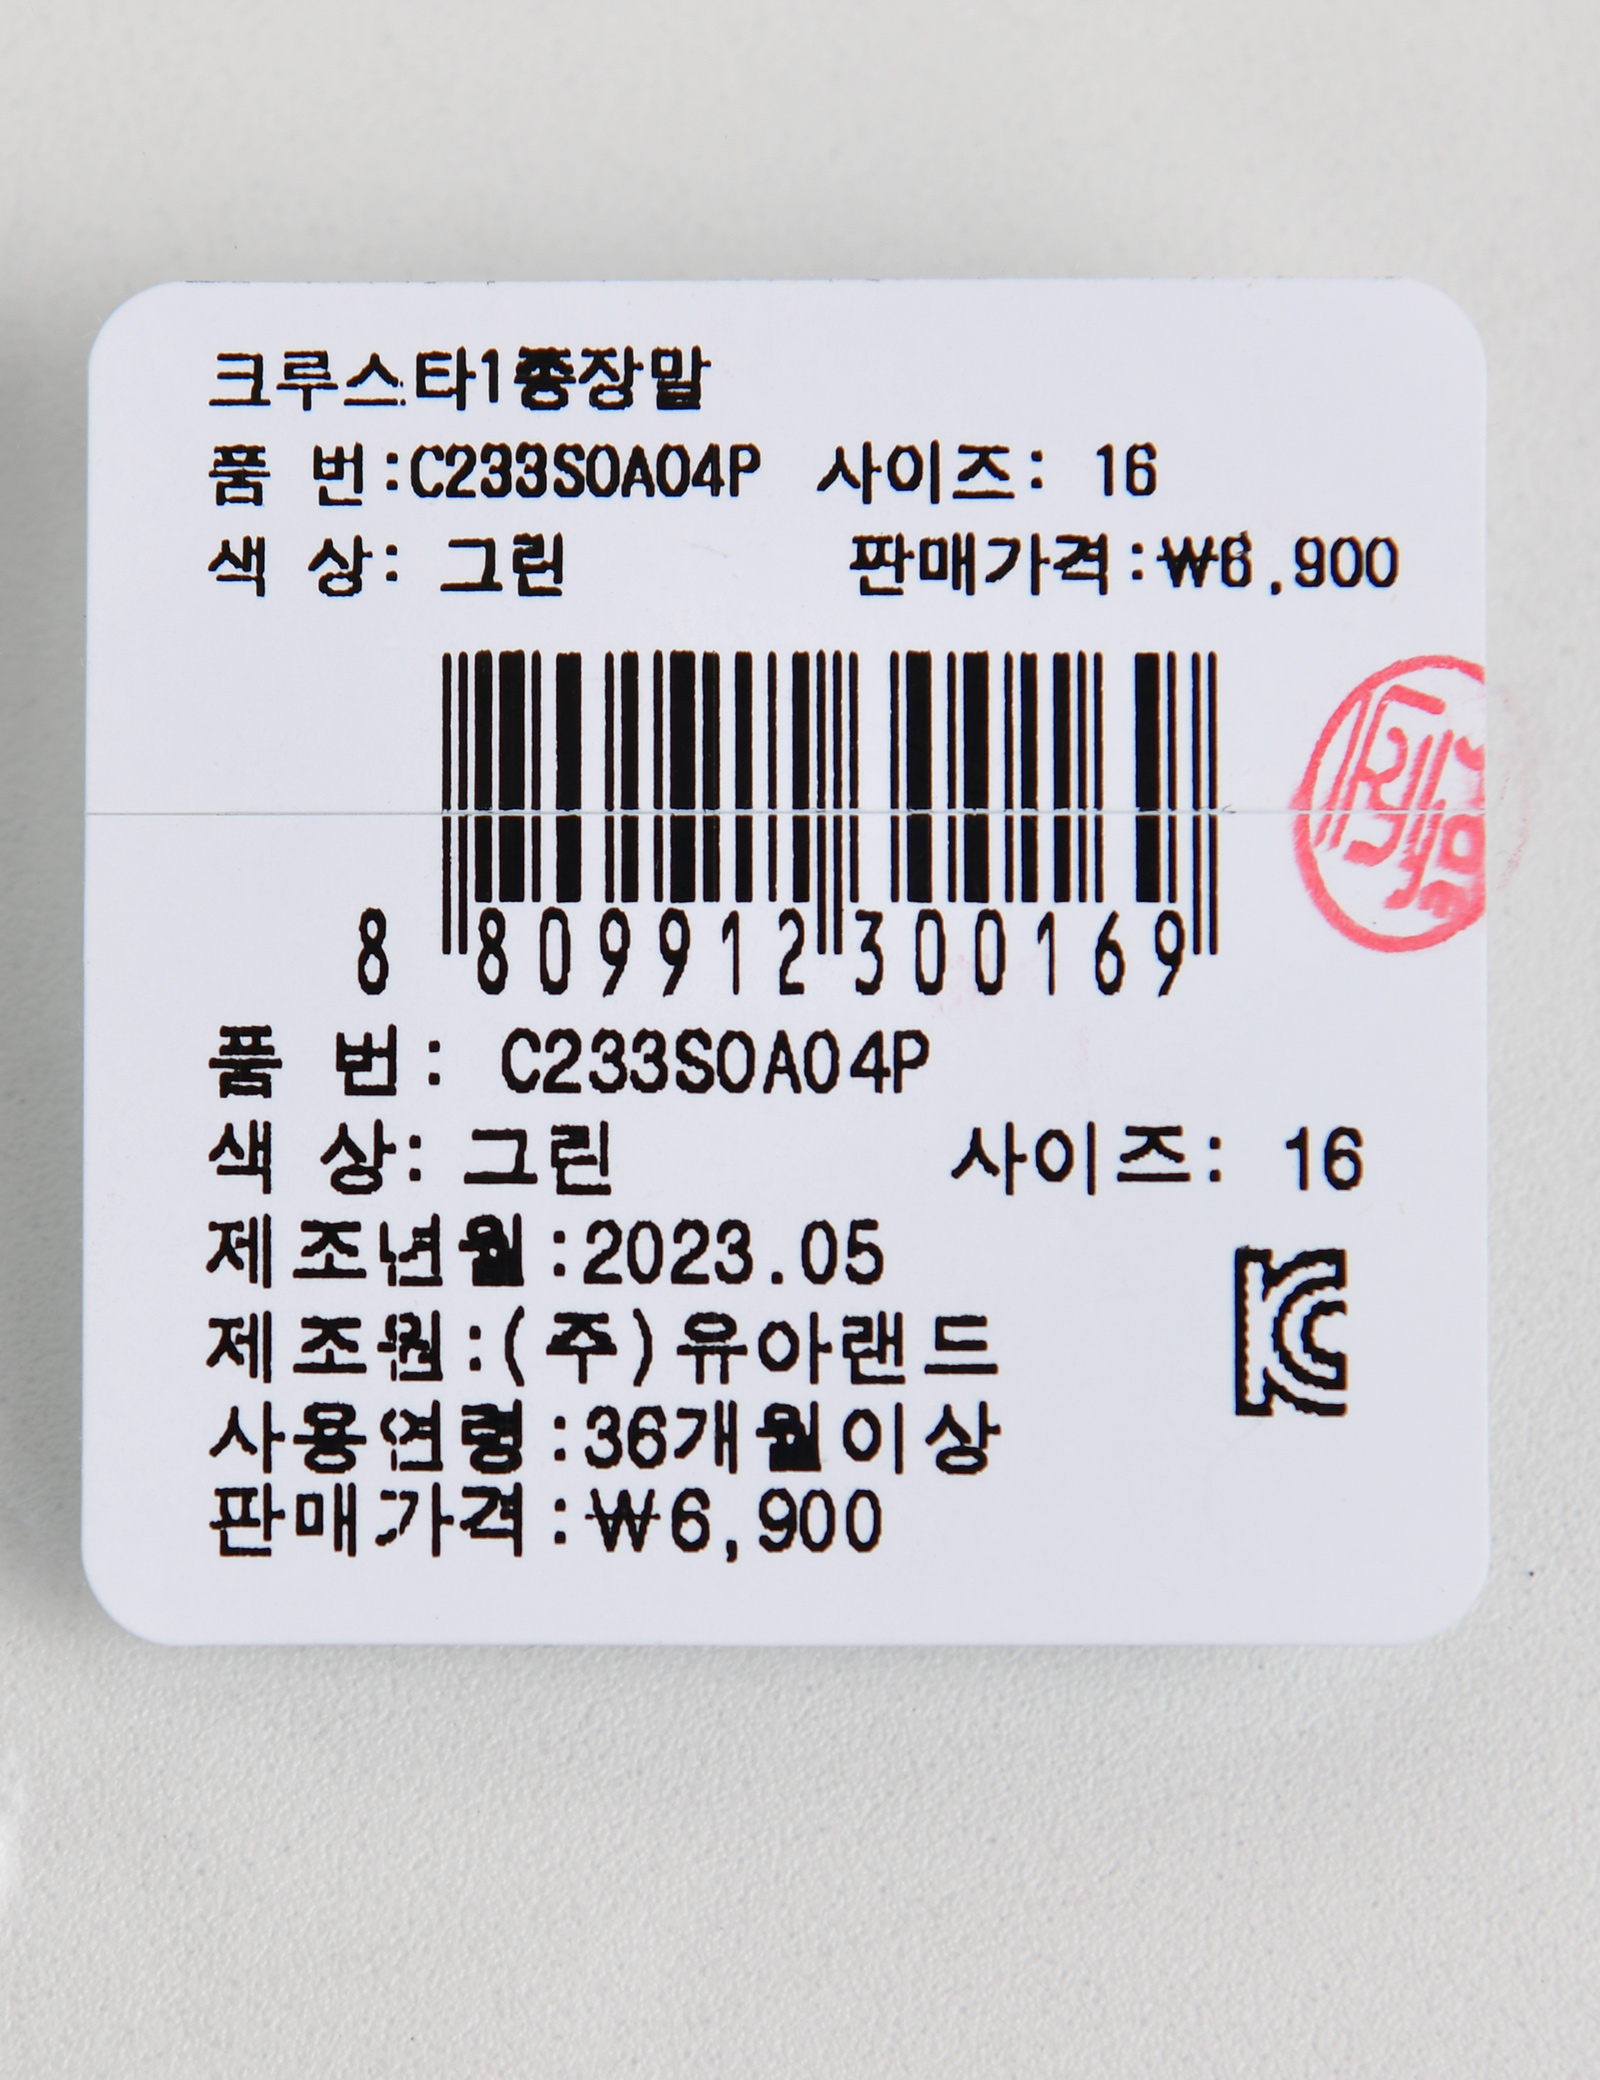 크루스타1종장말
품 번:C233SOA04P 사이즈: 16
색 상: 그린 판매가격:₩6,900
8 809912 300169
품 번: C233SOA04P
색 상: 그린 사이즈: 16
제조년월:2023.05
제조원:(주)유아랜드
사용연령:36개월이상
판매가격:₩6,900
KC